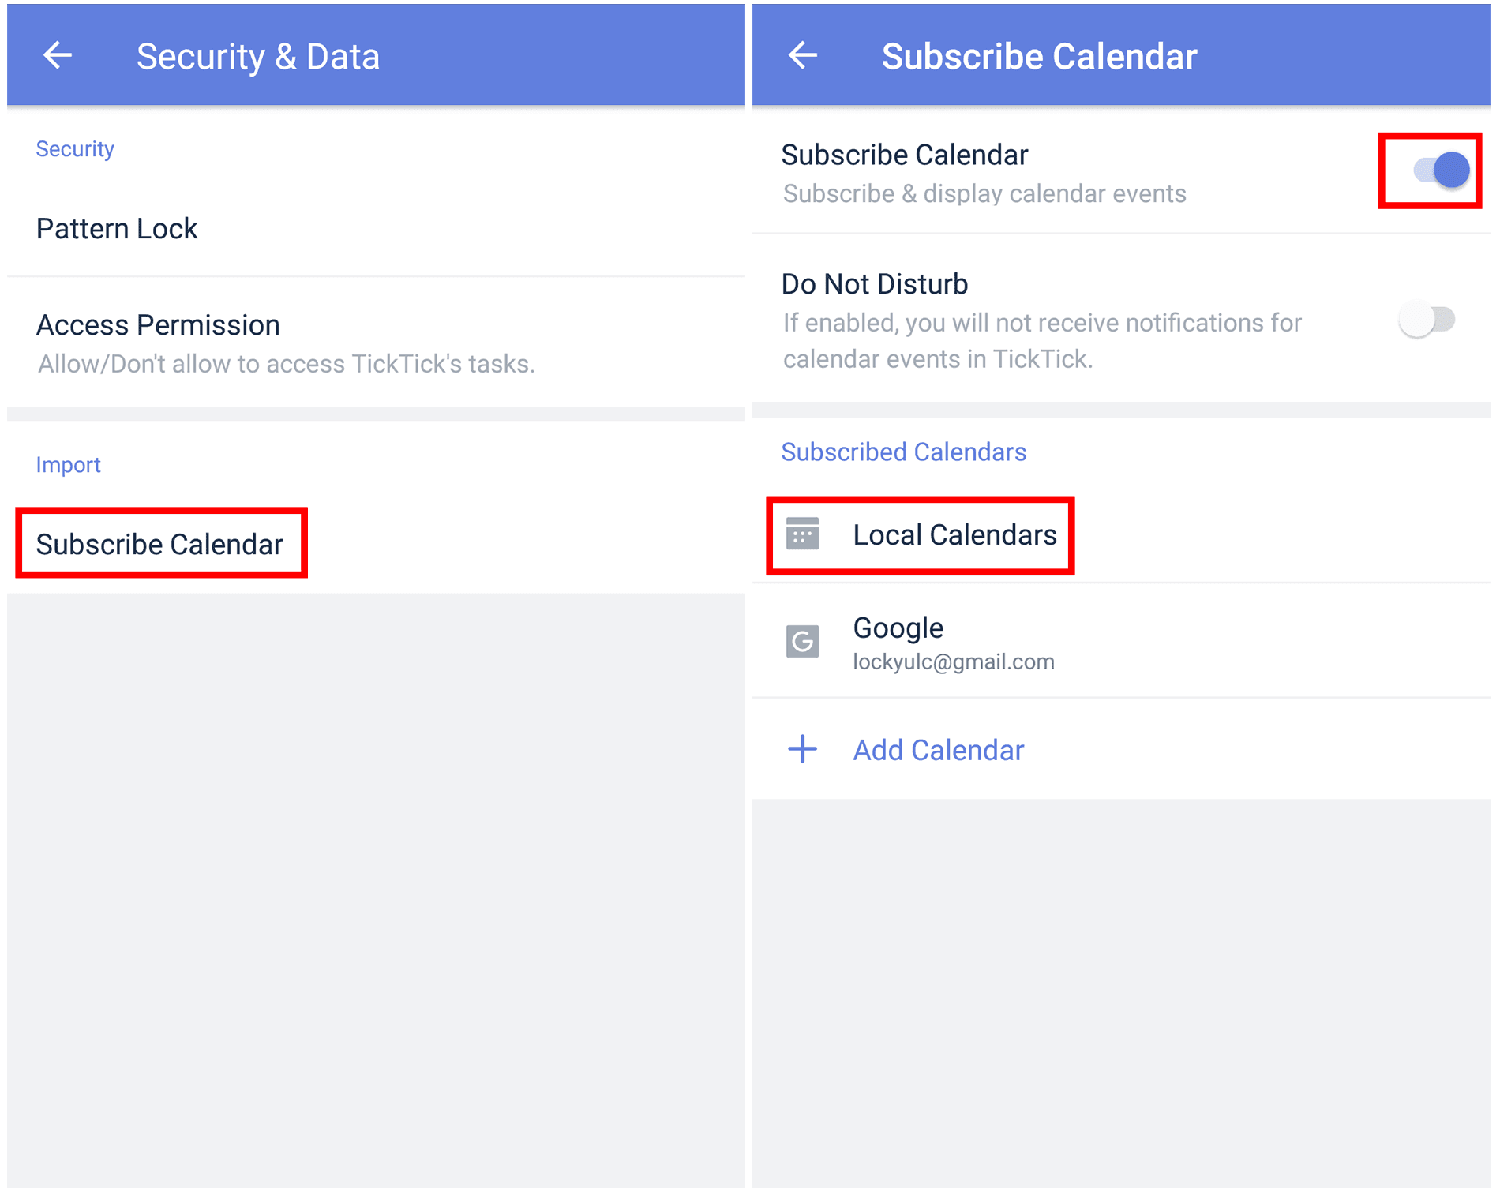 Security & Data
Security
Pattern Lock
Access Permission
Allow/Don't allow to access TickTick's tasks.
Import
Subscribe Calendar
Subscribe Calendar
Subscribe Calendar
Subscribe & display calendar events
Do Not Disturb
If enabled, you will not receive notifications for
calendar events in TickTick.
Subscribed Calendars
Local Calendars
G
Google
lockyulc@gmail.com
Add Calendar